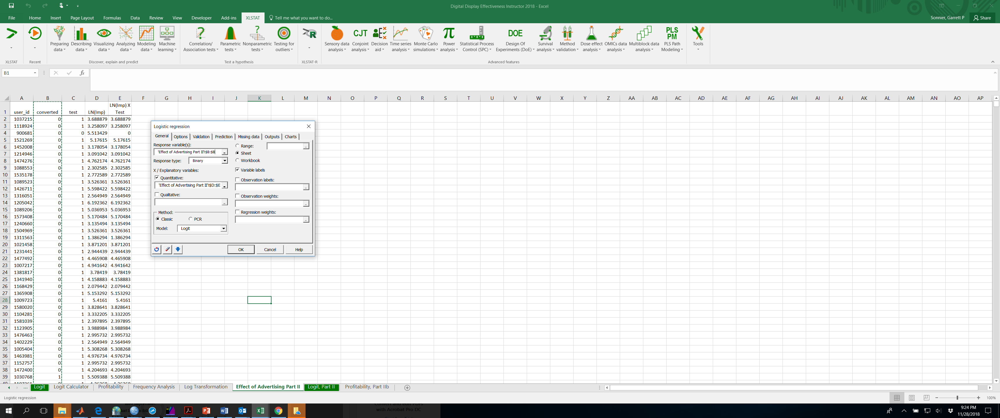 Digital Display Effectiveness Instructor 2018 - Excel
File Home Insert Page Layout Formulas Data Review View Developer Add-ins XLSTAT Tell me what you want to do... Sonnier, Garrett P Share
CJT DOE PLS PM
Preparing data Describing data Visualizing data Analyzing data Modeling data Machine learning Correlation/ Association tests Parametric tests Nonparametric tests Testing for outliers Sensory data analysis Conjoint analysis Decision aid Time series analysis Monte Carlo simulations Power analysis Statistical Process Control (SPC) Design Of Experiments (DoE) Survival analysis Method validation Dose effect analysis OMICs data analysis Multiblock data analysis PLS Path Modeling Tools
XLSTAT Recent Discover, explain and predict Test a hypothesis XLSTAT-R Advanced features
B1 fx
A B C D E F G H I J K L M N O P Q R S T U V W X Y Z AA AB AC AD AE AF AG AH AI AJ AK AL AM AN AO AP
LN(Imp) X
1 user_id converted test LN(Imp) Test
2 1037215 0 1 3.688879 3.688879
3 1118924 0 1 3.258097 3.258097
4 900681 0 0 5.513429 0
5 1521269 0 1 5.17615 5.17615
6 1452008 0 1 3.178054 3.178054
7 1214946 0 1 3.091042 3.091042
8 1474276 0 1 4.762174 4.762174
9 1088553 0 1 2.302585 2.302585
10 1535178 0 1 2.772589 2.772589
11 1089523 0 1 3.526361 3.526361
12 1426711 0 1 5.598422 5.598422
13 1316051 0 1 2.564949 2.564949
14 1205042 0 1 6.192362 6.192362
15 1089206 0 1 5.036953 5.036953
16 1573408 0 1 5.170484 5.170484
17 1240660 0 1 3.135494 3.135494
18 1504969 0 1 3.526361 3.526361
19 1311563 0 1 1.386294 1.386294
20 1021458 0 1 3.871201 3.871201
21 1231441 0 1 2.944439 2.944439
22 1477492 0 1 4.465908 4.465908
23 1007217 0 1 4.941642 4.941642
24 1381817 0 1 3.78419 3.78419
25 1341940 0 1 4.158883 4.158883
26 1168429 0 1 2.079442 2.079442
27 1365908 0 1 5.153292 5.153292
28 1009723 0 1 5.4161 5.4161
29 1580020 0 1 3.828641 3.828641
30 1104281 0 1 3.332205 3.332205
31 1581039 0 1 2.397895 2.397895
32 1123905 0 1 3.988984 3.988984
33 1476463 0 1 2.995732 2.995732
34 1402229 0 1 2.564949 2.564949
35 1005404 0 1 5.308268 5.308268
36 1463981 0 1 4.976734 4.976734
37 1152757 0 1 2.995732 2.995732
38 1472400 0 1 4.204693 4.204693
39 1030768 1 1 5.509388 5.509388
Logistic regression
General Options Validation Prediction Missing data Outputs Charts
Response variable(s):
'Effect of Advertising Part II'!$B:$B
Response type: Binary
X / Explanatory variables:
Quantitative:
'Effect of Advertising Part II'!$D:$E
Qualitative:
Method:
Classic PCR
Model: Logit
Range:
Sheet
Workbook
Variable labels
Observation labels:
Observation weights:
Regression weights:
OK Cancel Help
... Logit Logit Calculator Profitability Frequency Analysis Log Transformation Effect of Advertising Part II Logit, Part II Profitability, Part IIb
Logistic regression 100%
with Acrobat Pro DC
9:24 PM
11/28/2018